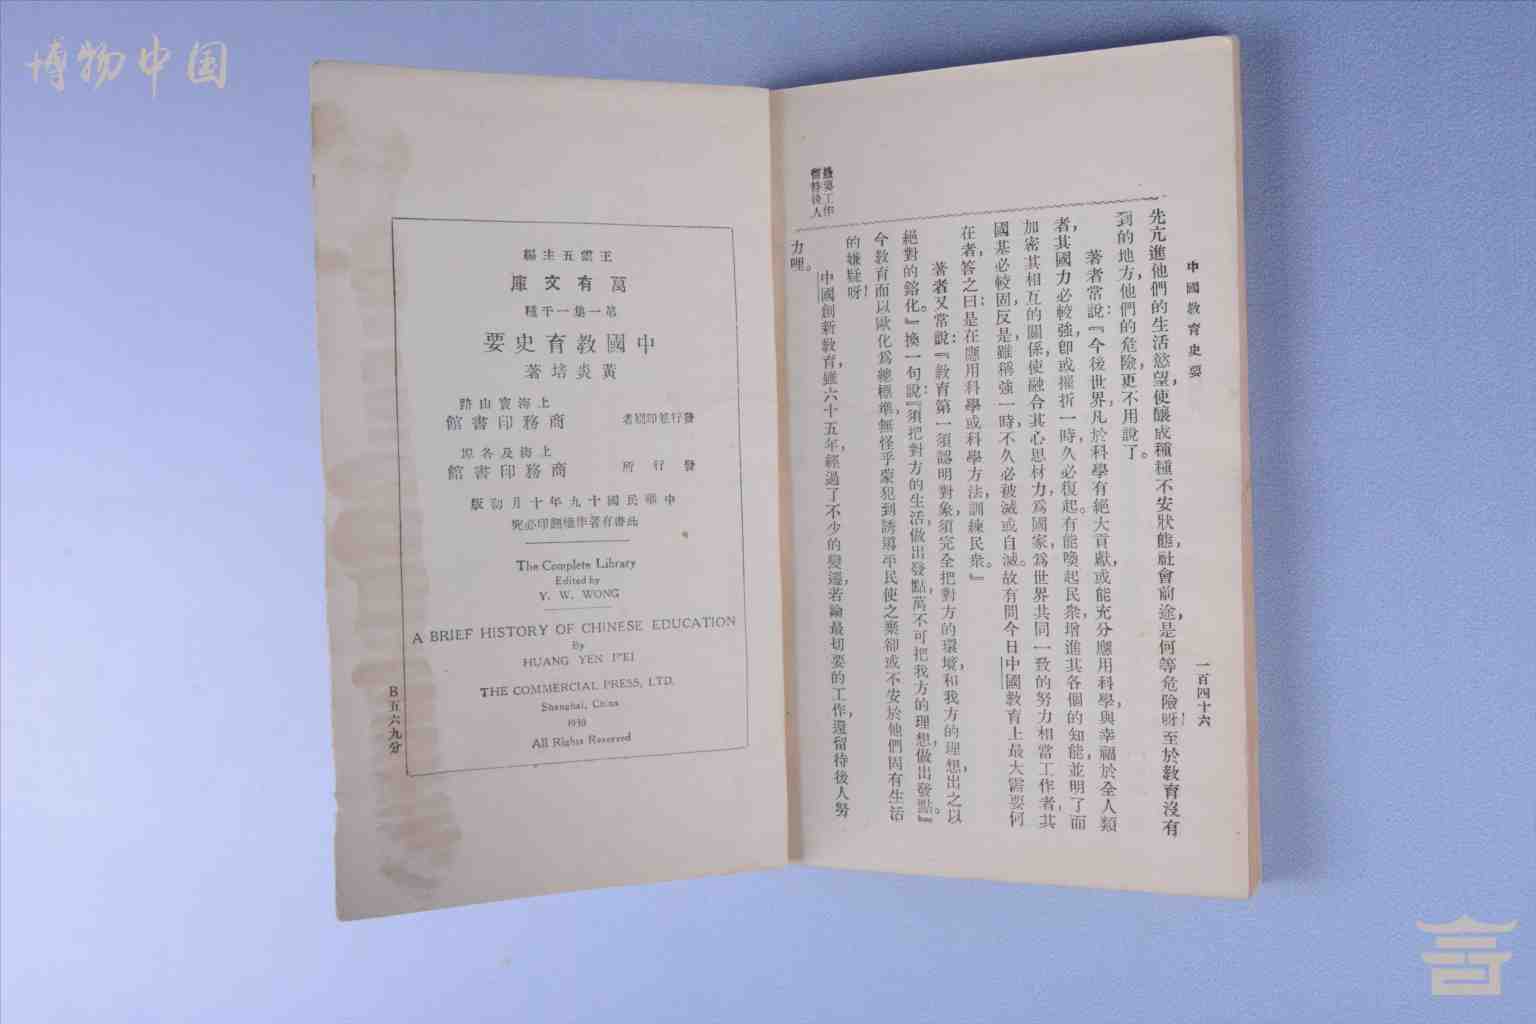 博物中国
中國教育史要
一百四十六
先亢進他們的生活慾望,使釀成種種不安狀態,社會前途,是何等危險呀!至於教育沒有
到的地方,他們的危險,更不用說了。
著者常說:『今後世界,凡於科學有絕大貢獻,或能充分應用科學,與幸福於全人類
者,其國力必較強,卽或摧折一時,久必復起。有能喚起民衆,增進其各個的知能,並明了而
加密其相互的關係,使融合其心思材力,爲國家,爲世界共同一致的努力相當工作者,其
國基必較固,反是,雖稱強一時,不久必被滅或自滅。故有問今日中國教育上最大需要何
在者,答之曰:是在應用科學或科學方法,訓練民衆。』
著者又常說:『教育第一須認明對象,須完全把對方的環境,和我方的理想,出之以
絕對的鎔化。』換一句說:『須把對方的生活,做出發點,萬不可把我方的理想,做出發點。』
今教育而以歐化爲總標準,無怪乎蒙犯到誘導平民使之棄卻或不安於他們固有生活
的嫌疑呀!
中國創新教育,雖六十五年,經過了不少的變遷,若論最切要的工作,還留待後人努
力哩。
最要工作
留待後人
王雲五主編
萬有文庫
第一集一千種
中國教育史要
黃炎培著
發行兼印刷者
上海寶山路
商務印書館
發行所
上海及各埠
商務印書館
中華民國十九年十月初版
此書有著作權翻印必究
The Complete Library
Edited by
Y. W. WONG
A BRIEF HISTORY OF CHINESE EDUCATION
By
HUANG YEN P'EI
THE COMMERCIAL PRESS, LTD.
Shanghai, China
1930
All Rights Reserved
B五六九分